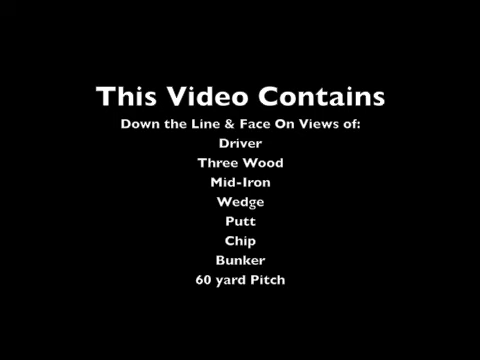 This Video Contains
Down the Line & Face On Views of:
Driver
Three Wood
Mid-Iron
Wedge
Putt
Chip
Bunker
60 yard Pitch